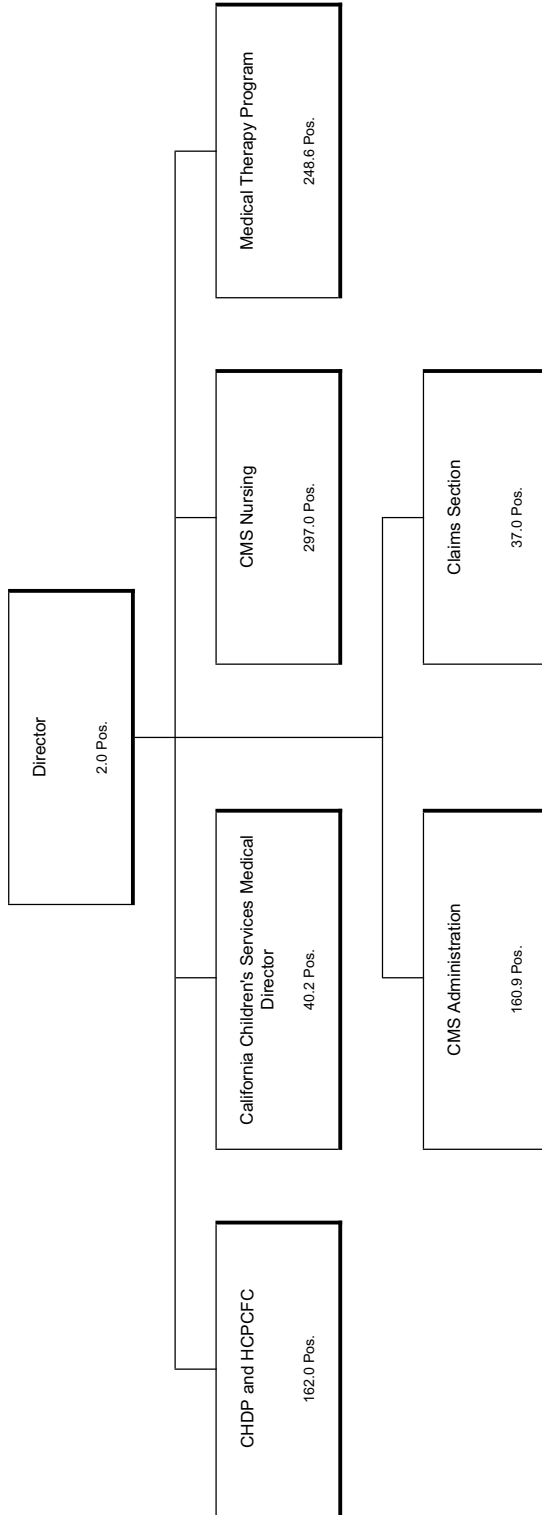 Director
2.0 Pos.
CHDP and HCPCFC
162.0 Pos.
California Children's Services Medical
Director
40.2 Pos.
CMS Nursing
297.0 Pos.
Medical Therapy Program
248.6 Pos.
CMS Administration
160.9 Pos.
Claims Section
37.0 Pos.